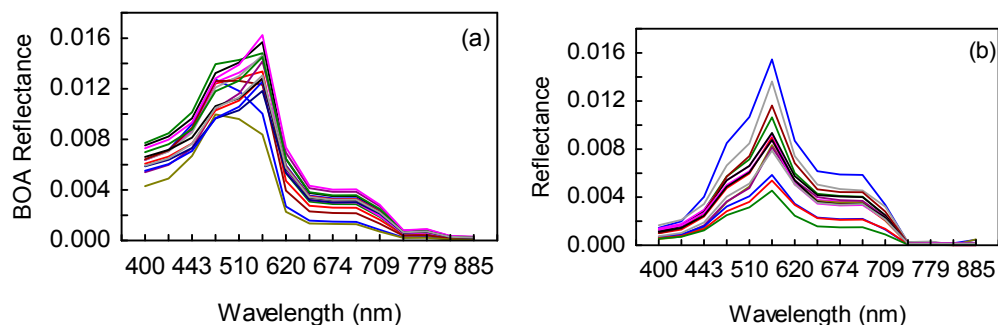 (a)
BOA Reflectance
0.016
0.012
0.008
0.004
0.000
400 443 510 620 674 709 779 885
Wavelength (nm)
(b)
Reflectance
0.016
0.012
0.008
0.004
0.000
400 443 510 620 674 709 779 885
Wavelength (nm)